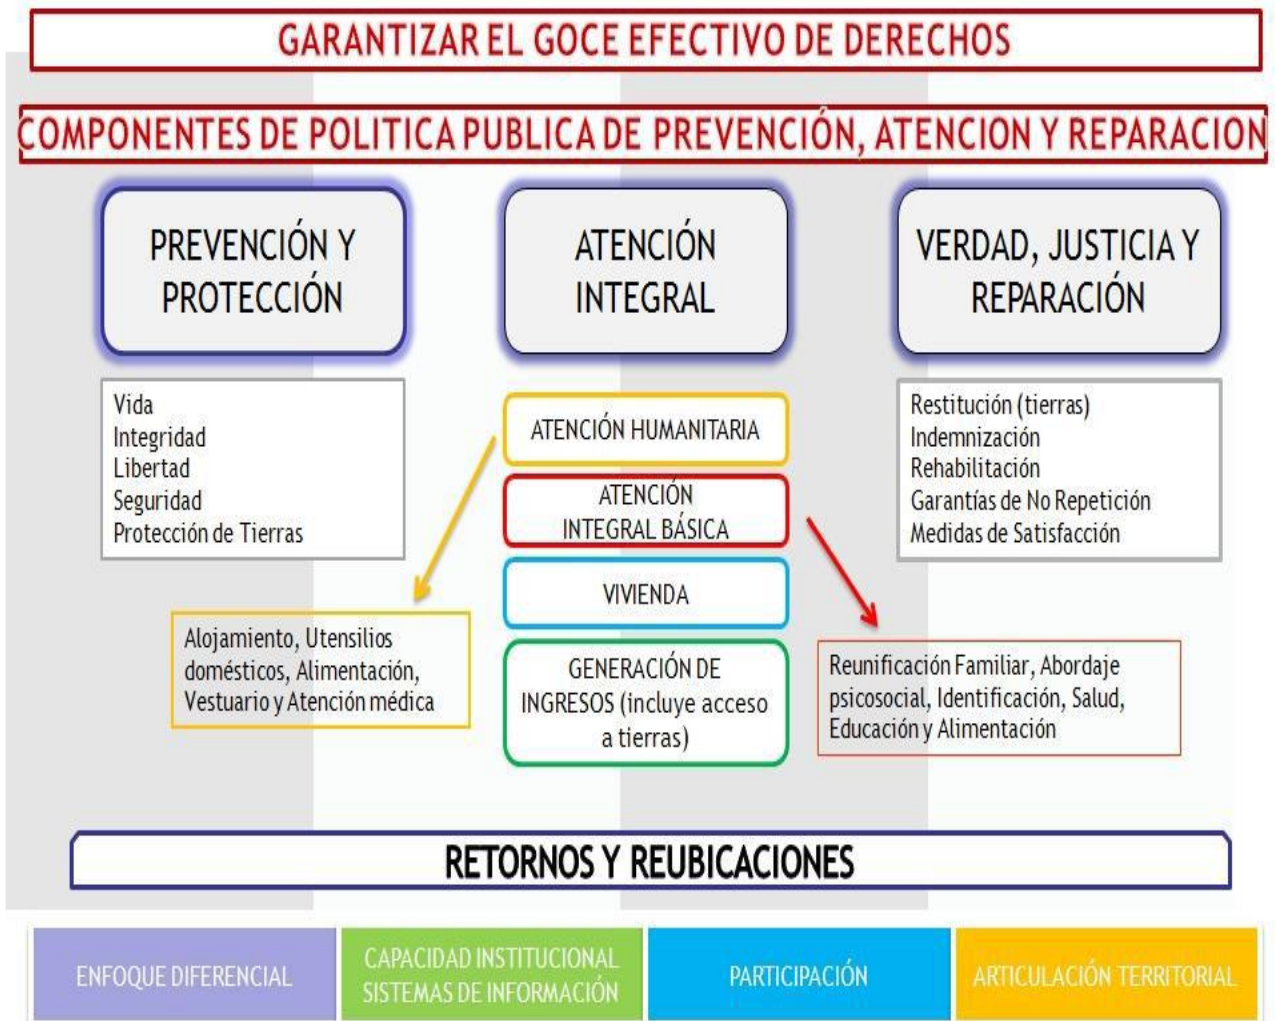 GARANTIZAR EL GOCE EFECTIVO DE DERECHOS
COMPONENTES DE POLITICA PUBLICA DE PREVENCIÓN, ATENCION Y REPARACION
PREVENCIÓN Y
PROTECCIÓN
ATENCIÓN
INTEGRAL
VERDAD, JUSTICIA Y
REPARACIÓN
Vida
Integridad
Libertad
Seguridad
Protección de Tierras
ATENCIÓN HUMANITARIA
ATENCIÓN
INTEGRAL BÁSICA
VIVIENDA
GENERACIÓN DE
INGRESOS (incluye acceso
a tierras)
Restitución (tierras)
Indemnización
Rehabilitación
Garantías de No Repetición
Medidas de Satisfacción
Alojamiento, Utensilios
domésticos, Alimentación,
Vestuario y Atención médica
Reunificación Familiar, Abordaje
psicosocial, Identificación, Salud,
Educación y Alimentación
RETORNOS Y REUBICACIONES
ENFOQUE DIFERENCIAL
CAPACIDAD INSTITUCIONAL
SISTEMAS DE INFORMACIÓN
PARTICIPACIÓN
ARTICULACIÓN TERRITORIAL